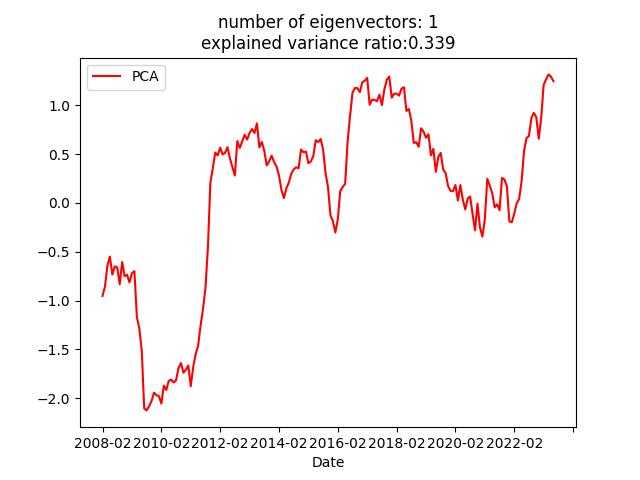 number of eigenvectors: 1
explained variance ratio:0.339
PCA
1.0
0.5
0.0
−0.5
−1.0
−1.5
−2.0
2008-02 2010-02 2012-02 2014-02 2016-02 2018-02 2020-02 2022-02
Date